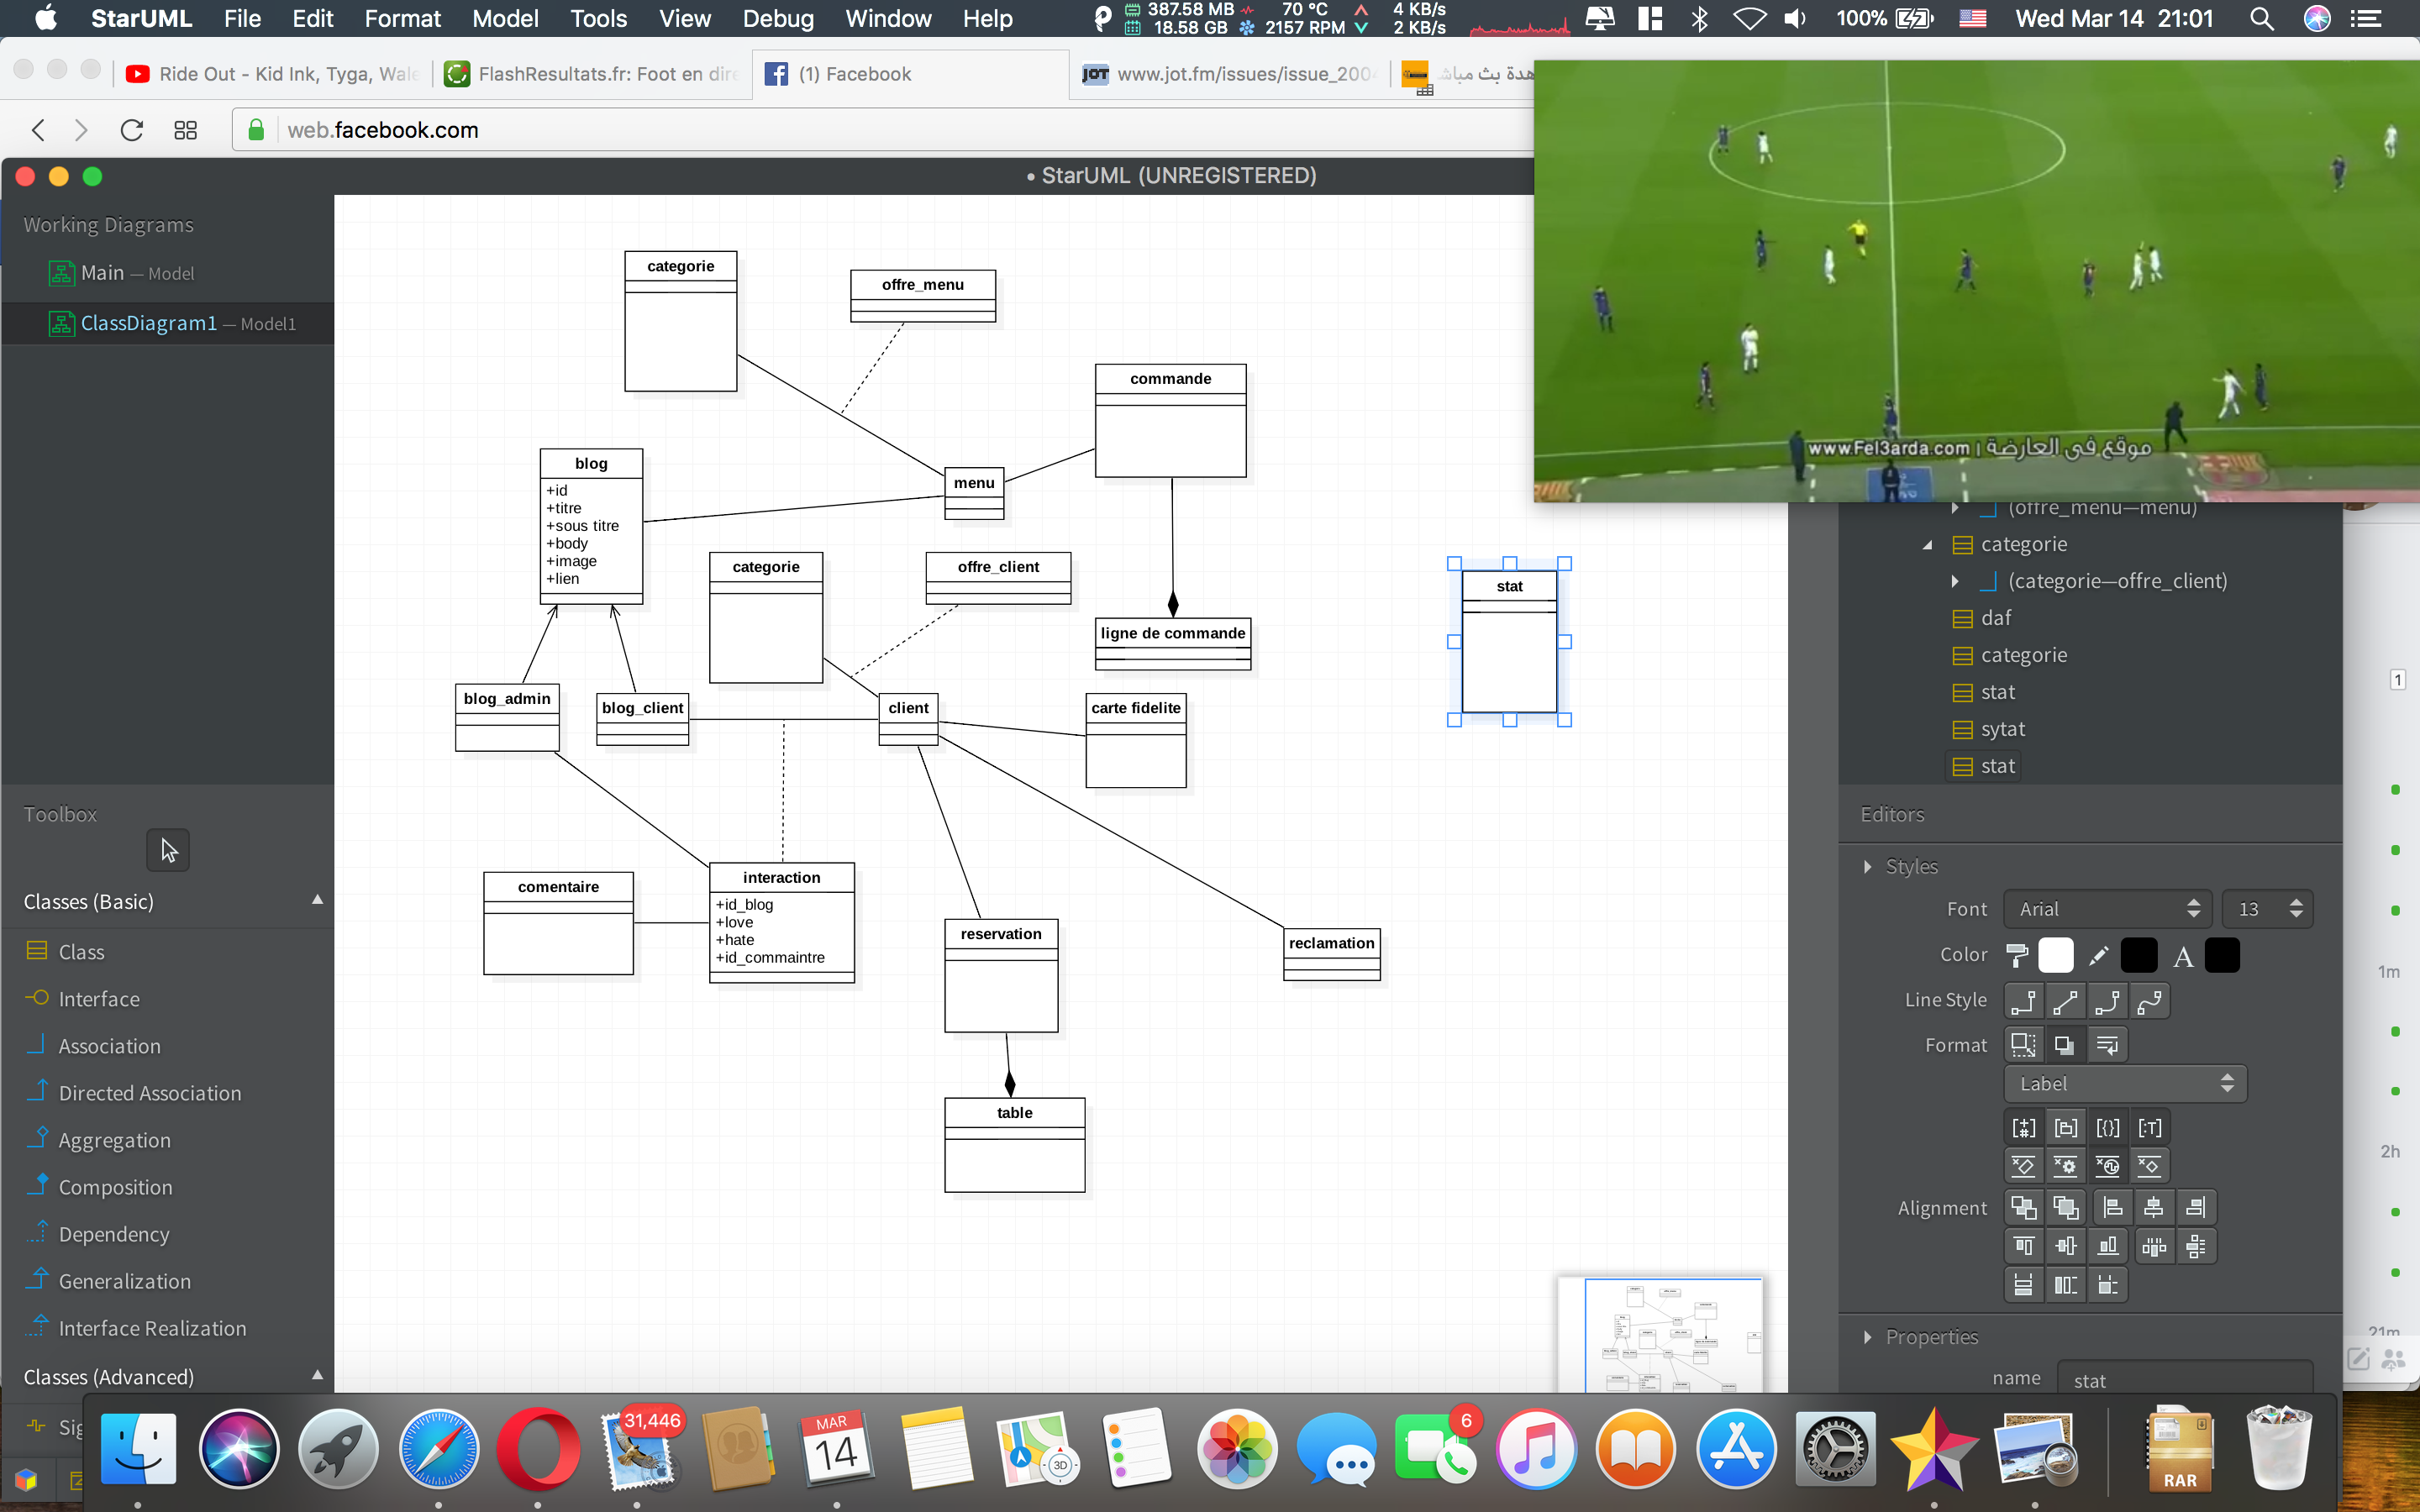 StarUML File Edit Format Model Tools View Debug Window Help 387.58 MB 18.58 GB 70 °C 2157 RPM 4 KB/s 2 KB/s 100% Wed Mar 14 21:01
Ride Out - Kid Ink, Tyga, Wale FlashResultats.fr: Foot en dire (1) Facebook JOT www.jot.fm/issues/issue_2004
web.facebook.com
• StarUML (UNREGISTERED)
Working Diagrams
Main — Model
ClassDiagram1 — Model1
Toolbox
Classes (Basic)
Class
Interface
Association
Directed Association
Aggregation
Composition
Dependency
Generalization
Interface Realization
Classes (Advanced)
categorie
offre_menu
commande
blog
+id
+titre
+sous titre
+body
+image
+lien
menu
categorie
offre_client
ligne de commande
stat
blog_admin
blog_client
client
carte fidelite
comentaire
interaction
+id_blog
+love
+hate
+id_commaintre
reservation
reclamation
table
www.Fel3arda.com | موقع في العارضة
(offre_menu—menu)
categorie
(categorie—offre_client)
daf
categorie
stat
sytat
stat
Editors
Styles
Font Arial 13
Color A
Line Style
Format
Label
Alignment
Properties
name stat
1
1m
2h
21m
31,446
MAR
14
3D
6
RAR